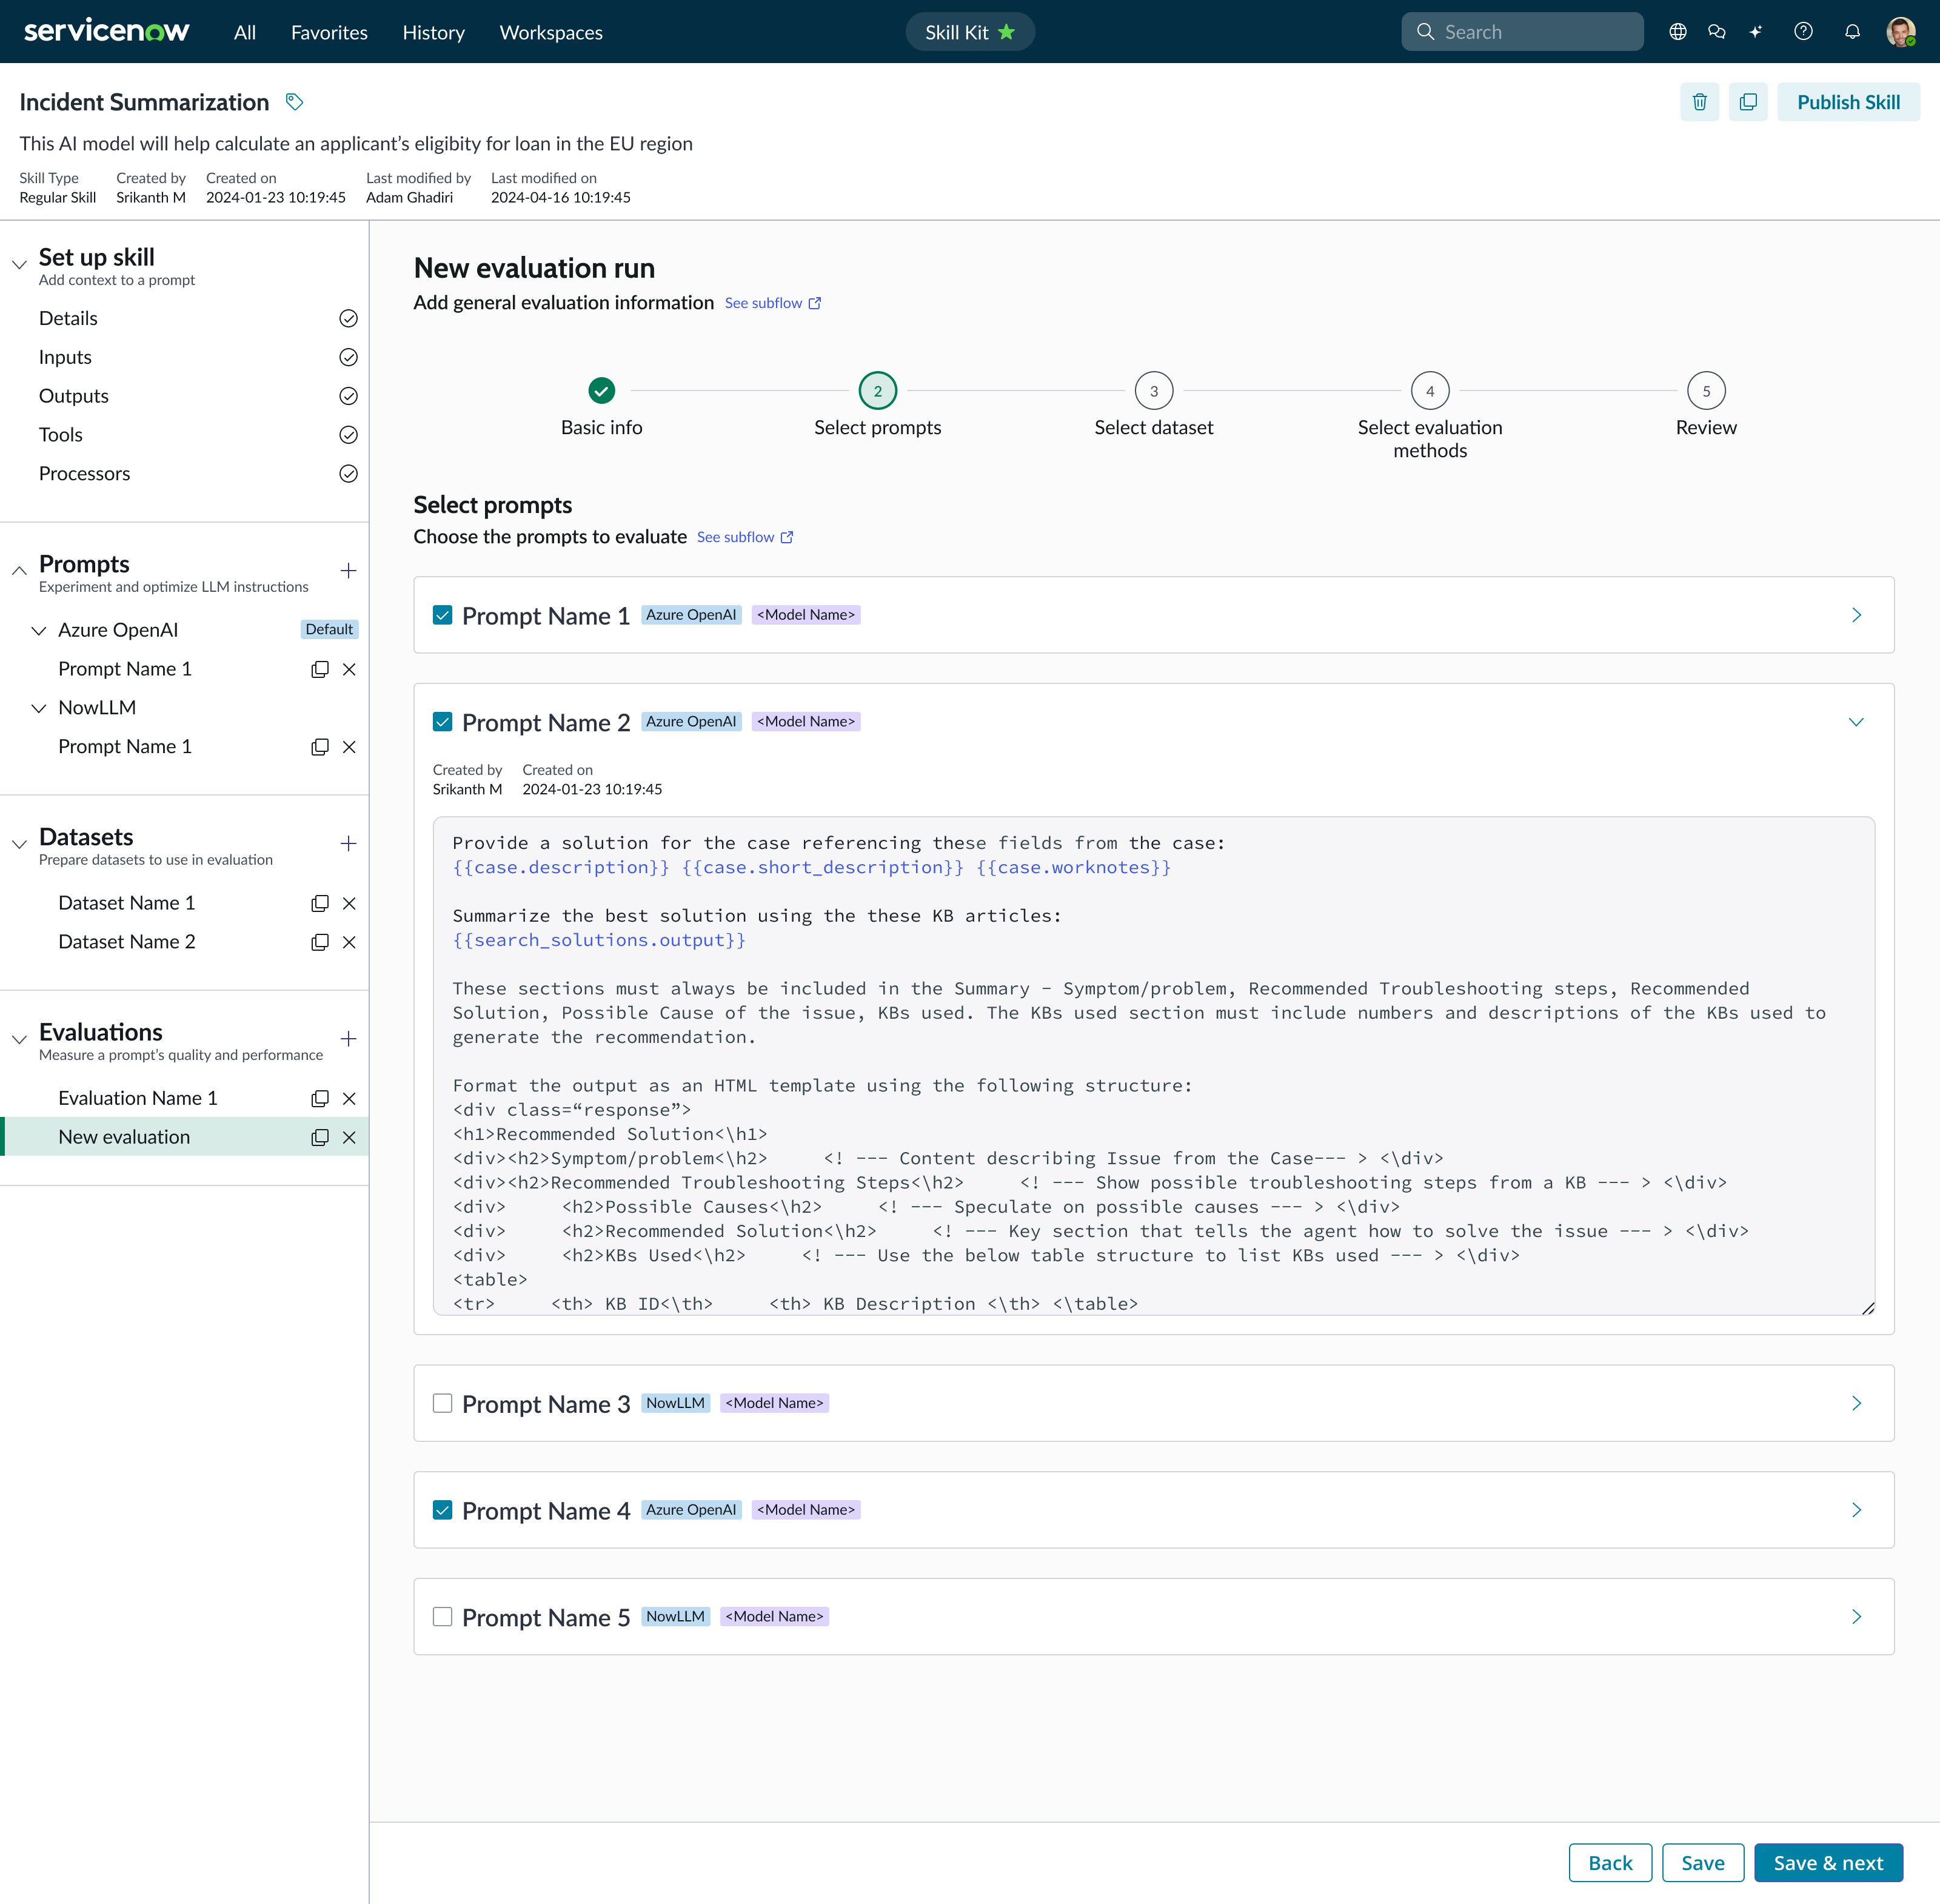 servicenow
All
Favorites
History
Workspaces
Skill Kit
Search
Incident Summarization
Publish Skill
This AI model will help calculate an applicant’s eligibity for loan in the EU region
Skill Type
Regular Skill
Created by
Srikanth M
Created on
2024-01-23 10:19:45
Last modified by
Adam Ghadiri
Last modified on
2024-04-16 10:19:45
Set up skill
Add context to a prompt
Details
Inputs
Outputs
Tools
Processors
Prompts
Experiment and optimize LLM instructions
Azure OpenAI
Default
Prompt Name 1
NowLLM
Prompt Name 1
Datasets
Prepare datasets to use in evaluation
Dataset Name 1
Dataset Name 2
Evaluations
Measure a prompt’s quality and performance
Evaluation Name 1
New evaluation
New evaluation run
Add general evaluation information See subflow
Basic info
2
Select prompts
3
Select dataset
4
Select evaluation
methods
5
Review
Select prompts
Choose the prompts to evaluate See subflow
Prompt Name 1 Azure OpenAI <Model Name>
Prompt Name 2 Azure OpenAI <Model Name>
Created by
Srikanth M
Created on
2024-01-23 10:19:45
Provide a solution for the case referencing these fields from the case:
{{case.description}} {{case.short_description}} {{case.worknotes}}
Summarize the best solution using the these KB articles:
{{search_solutions.output}}
These sections must always be included in the Summary - Symptom/problem, Recommended Troubleshooting steps, Recommended
Solution, Possible Cause of the issue, KBs used. The KBs used section must include numbers and descriptions of the KBs used to
generate the recommendation.
Format the output as an HTML template using the following structure:
<div class=“response”>
<h1>Recommended Solution<\h1>
<div><h2>Symptom/problem<\h2> <! --- Content describing Issue from the Case--- > <\div>
<div><h2>Recommended Troubleshooting Steps<\h2> <! --- Show possible troubleshooting steps from a KB --- > <\div>
<div> <h2>Possible Causes<\h2> <! --- Speculate on possible causes --- > <\div>
<div> <h2>Recommended Solution<\h2> <! --- Key section that tells the agent how to solve the issue --- > <\div>
<div> <h2>KBs Used<\h2> <! --- Use the below table structure to list KBs used --- > <\div>
<table>
<tr> <th> KB ID<\th> <th> KB Description <\th> <\table>
Prompt Name 3 NowLLM <Model Name>
Prompt Name 4 Azure OpenAI <Model Name>
Prompt Name 5 NowLLM <Model Name>
Back
Save
Save & next